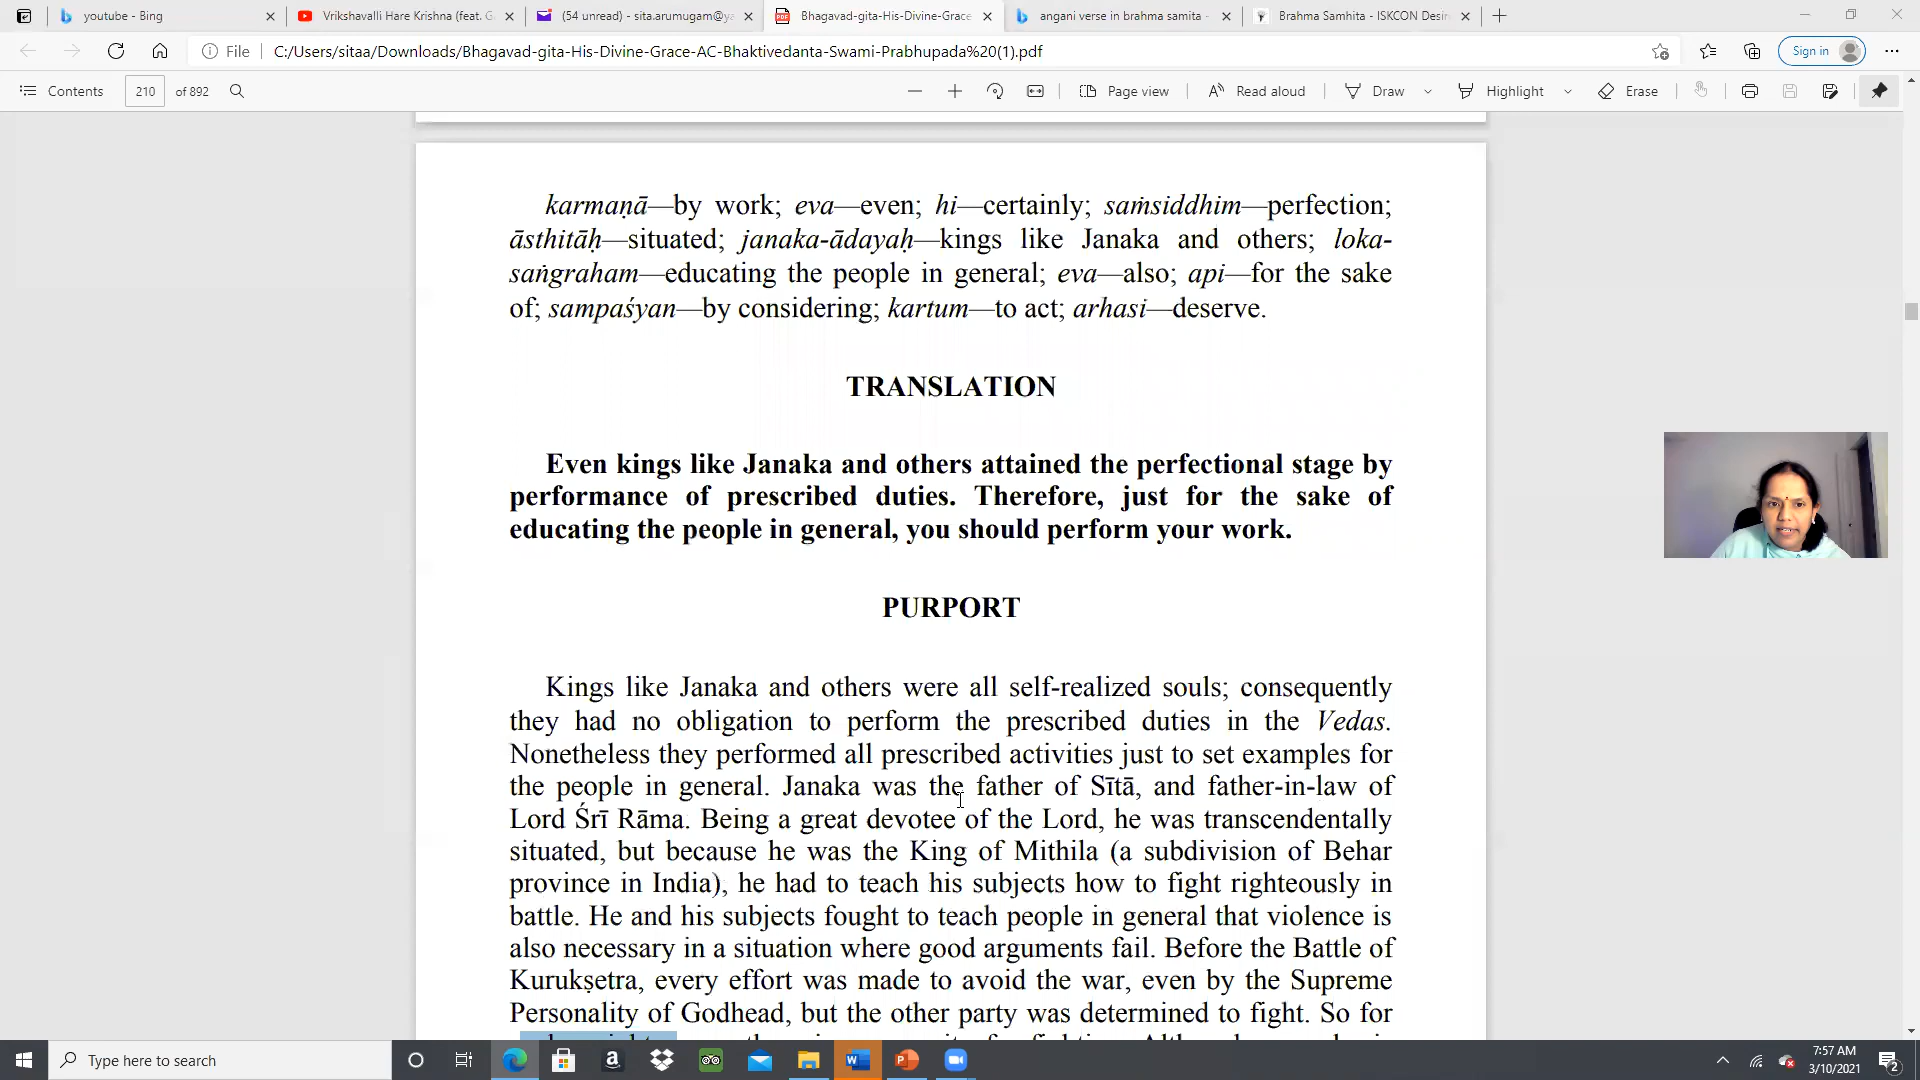 youtube - Bing
Vrikshavalli Hare Krishna (feat. G
(54 unread) - sita.arumugam@ya
Bhagavad-gita-His-Divine-Grace
angani verse in brahma samita -
Brahma Samhita - ISKCON Desir
File
C:/Users/sitaa/Downloads/Bhagavad-gita-His-Divine-Grace-AC-Bhaktivedanta-Swami-Prabhupada%20(1).pdf
Sign in
Contents
210
of 892
Page view
Read aloud
Draw
Highlight
Erase
karmaṇā—by work; eva—even; hi—certainly; saṁsiddhim—perfection;
āsthitāḥ—situated; janaka-ādayaḥ—kings like Janaka and others; loka-
saṅgraham—educating the people in general; eva—also; api—for the sake
of; sampaśyan—by considering; kartum—to act; arhasi—deserve.
TRANSLATION
Even kings like Janaka and others attained the perfectional stage by
performance of prescribed duties. Therefore, just for the sake of
educating the people in general, you should perform your work.
PURPORT
Kings like Janaka and others were all self-realized souls; consequently
they had no obligation to perform the prescribed duties in the Vedas.
Nonetheless they performed all prescribed activities just to set examples for
the people in general. Janaka was the father of Sītā, and father-in-law of
Lord Śrī Rāma. Being a great devotee of the Lord, he was transcendentally
situated, but because he was the King of Mithila (a subdivision of Behar
province in India), he had to teach his subjects how to fight righteously in
battle. He and his subjects fought to teach people in general that violence is
also necessary in a situation where good arguments fail. Before the Battle of
Kurukṣetra, every effort was made to avoid the war, even by the Supreme
Personality of Godhead, but the other party was determined to fight. So for
Type here to search
7:57 AM
3/10/2021
2